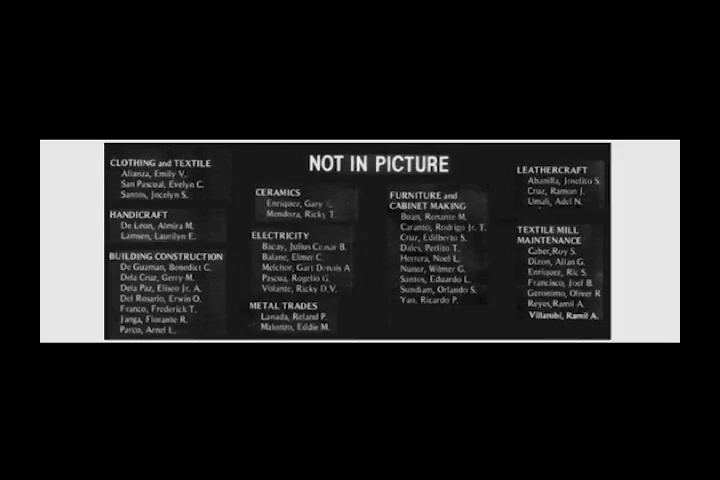 NOT IN PICTURE
CLOTHING and TEXTILE
Alianza, Emily V.
San Pascual, Evelyn C.
Santos, Jocelyn S.
HANDICRAFT
De Leon, Almira M.
Lamsen, Laurilyn E.
BUILDING CONSTRUCTION
De Guzman, Benedict C.
Dela Cruz, Gerry M.
Dela Paz, Eliseo Jr. A.
Del Rosario, Erwin O.
Franco, Frederick T.
Janga, Florante R.
Parco, Arnel L.
CERAMICS
Enriquez, Gary
Mendoza, Ricky T.
ELECTRICITY
Bacay, Julius Ceasar B.
Balane, Elmer C.
Melchor, Gari Dennis A
Pascua, Rogelio G.
Volante, Ricky D.V.
METAL TRADES
Lanada, Reland P.
Malonzo, Eddie M.
FURNITURE and
CABINET MAKING
Buan, Renante M.
Caranto, Rodrigo Jr. T.
Cruz, Edilberto S.
Dales, Perlito T.
Herrera, Noel L.
Nunez, Wilmer G.
Santos, Eduardo L.
Sundiam, Orlando S.
Yao, Ricardo P.
LEATHERCRAFT
Abanilla, Joselito S
Cruz, Ramon J.
Umali, Adel N.
TEXTILE MILL
MAINTENANCE
Gaber, Roy S.
Dizon, Allan G.
Enriquez, Ric S.
Francisco, Joel B.
Geronimo, Oliver R
Reyes, Ramil A.
Villarubi, Ramil A.